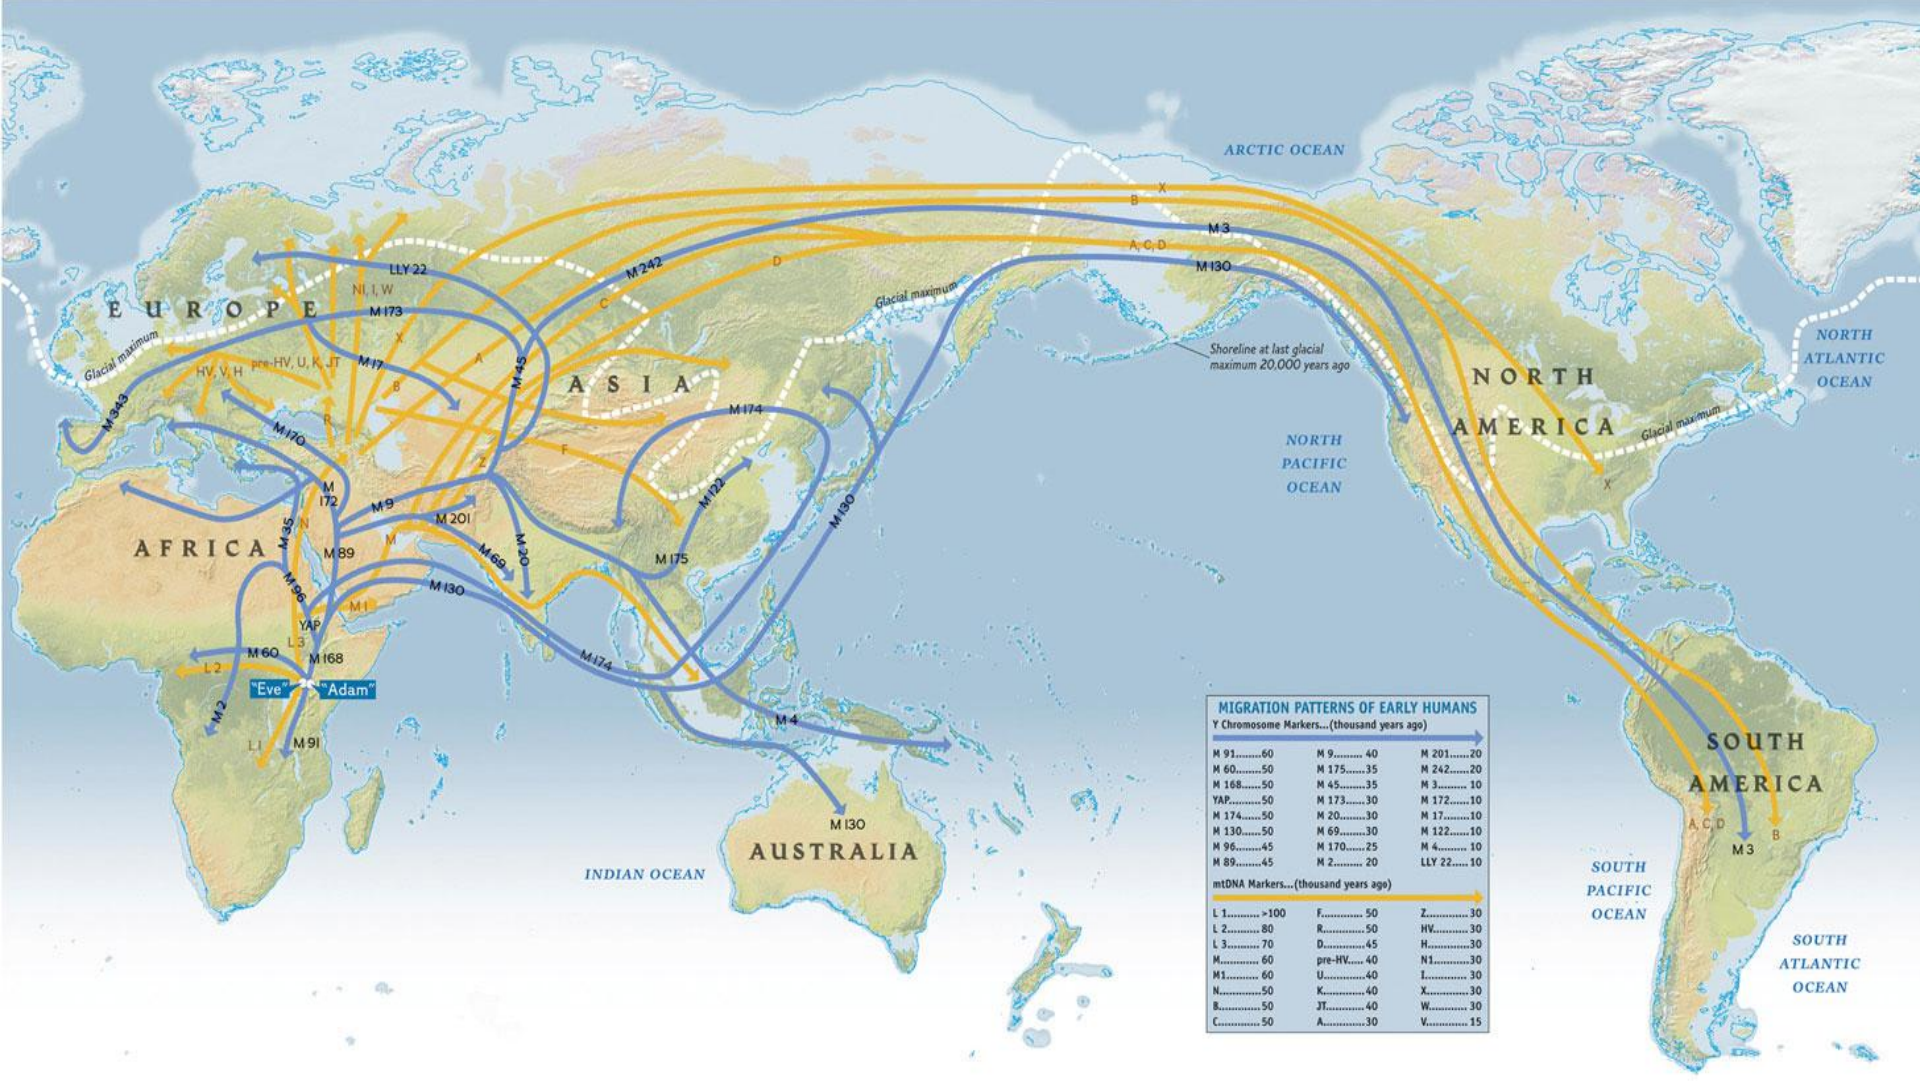 ARCTIC OCEAN
X
B
M 3
A, C, D
M 130
LLY 22
M 242
D
NI, I, W
C
Glacial maximum
EUROPE
M 173
X
Glacial maximum
HV, V, H
pre-HV, U, K, JT
M 17
A
B
M 45
ASIA
Shoreline at last glacial
maximum 20,000 years ago
NORTH
ATLANTIC
OCEAN
NORTH
AMERICA
Glacial maximum
M 343
M 170
R
M 174
F
Z
NORTH
PACIFIC
OCEAN
X
M
172
M 9
M 201
M 122
M 130
N
M 35
AFRICA
M 89
M
M 69
M 20
M 175
M 96
M 130
M 1
YAP
L 3
M 60
M 168
L 2
M 174
"Eve"
"Adam"
M 2
L 1
M 91
M 4
M 130
AUSTRALIA
INDIAN OCEAN
SOUTH
AMERICA
A, C, D
B
M 3
SOUTH
PACIFIC
OCEAN
SOUTH
ATLANTIC
OCEAN
MIGRATION PATTERNS OF EARLY HUMANS
Y Chromosome Markers...(thousand years ago)
M 91.......60 M 9......... 40 M 201......20
M 60.......50 M 175......35 M 242......20
M 168......50 M 45........35 M 3......... 10
YAP..........50 M 173......30 M 172......10
M 174......50 M 20........30 M 17........10
M 130......50 M 69........30 M 122......10
M 96........45 M 170......25 M 4......... 10
M 89........45 M 2......... 20 LLY 22..... 10
mtDNA Markers...(thousand years ago)
L 1.......... >100 F............. 50 Z.............30
L 2.......... 80 R.............50 HV...........30
L 3.......... 70 D.............45 H.............30
M............ 60 pre-HV..... 40 N1...........30
M1.......... 60 U.............40 I..............30
N.............50 K.............40 X............. 30
B.............50 JT............40 W............ 30
C............. 50 A.............30 V............. 15